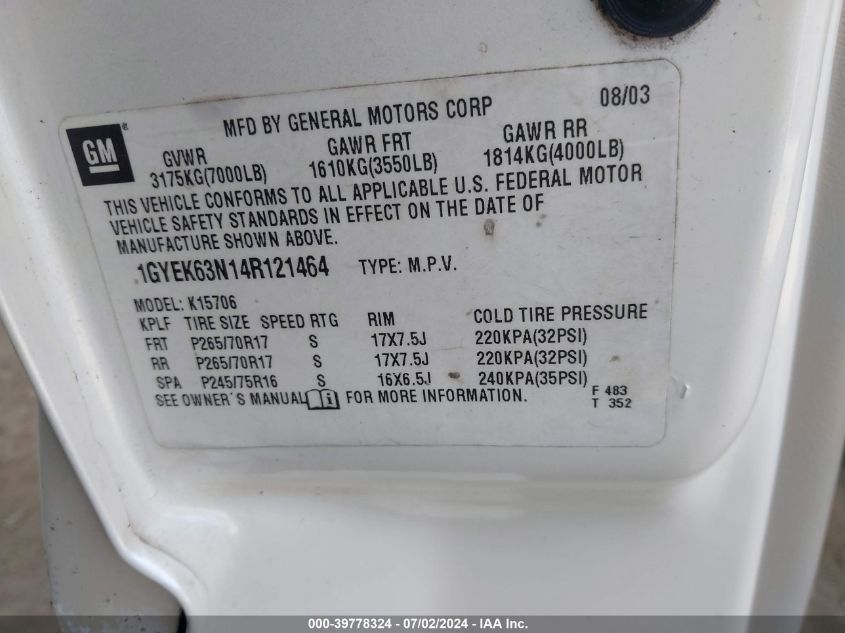 08/03
MFD BY GENERAL MOTORS CORP
GM®
GVWR GAWR FRT GAWR RR
3175KG(7000LB) 1610KG(3550LB) 1814KG(4000LB)
THIS VEHICLE CONFORMS TO ALL APPLICABLE U.S. FEDERAL MOTOR
VEHICLE SAFETY STANDARDS IN EFFECT ON THE DATE OF
MANUFACTURE SHOWN ABOVE.
1GYEK63N14R121464 TYPE: M.P.V.
MODEL: K15706
KPLF TIRE SIZE SPEED RTG RIM COLD TIRE PRESSURE
FRT P265/70R17 S 17X7.5J 220KPA(32PSI)
RR P265/70R17 S 17X7.5J 220KPA(32PSI)
SPA P245/75R16 S 16X6.5J 240KPA(35PSI)
SEE OWNER'S MANUAL i FOR MORE INFORMATION.
F 483
T 352
000-39778324 - 07/02/2024 - IAA Inc.